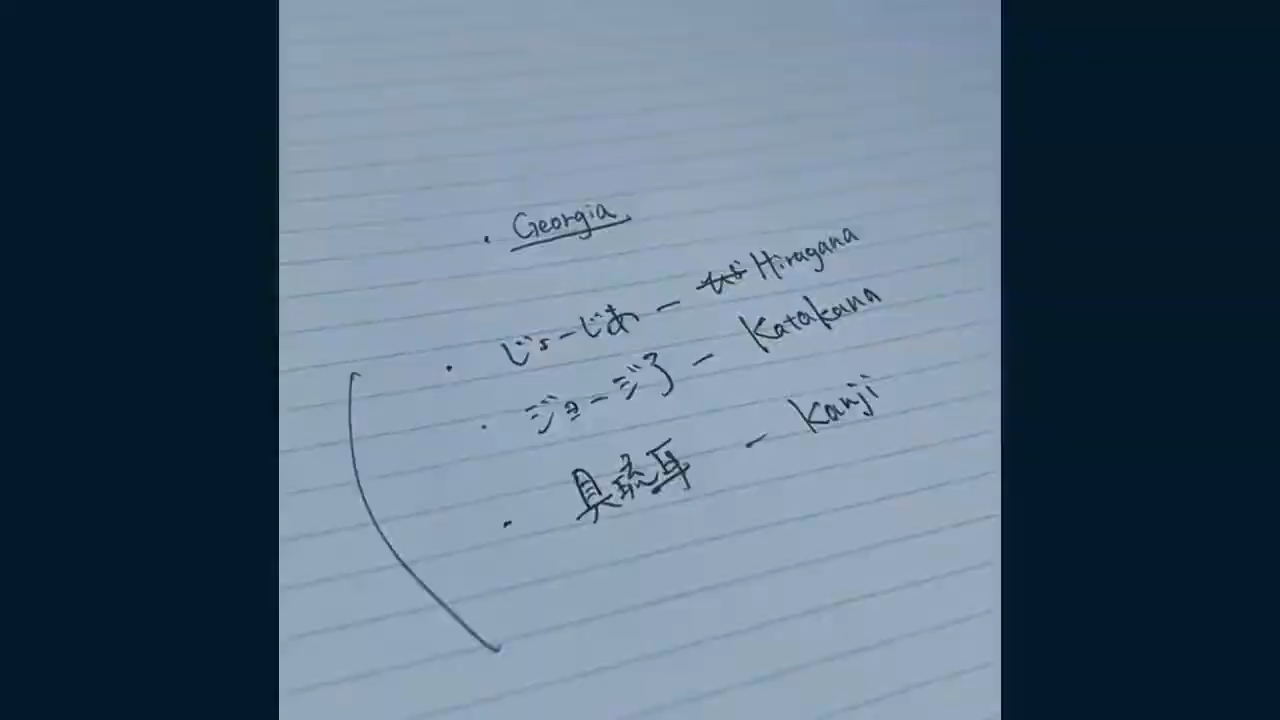 · Georgia
· じょーじあ - Hiragana
· ジョージア - Katakana
· 具琉耳 - Kanji